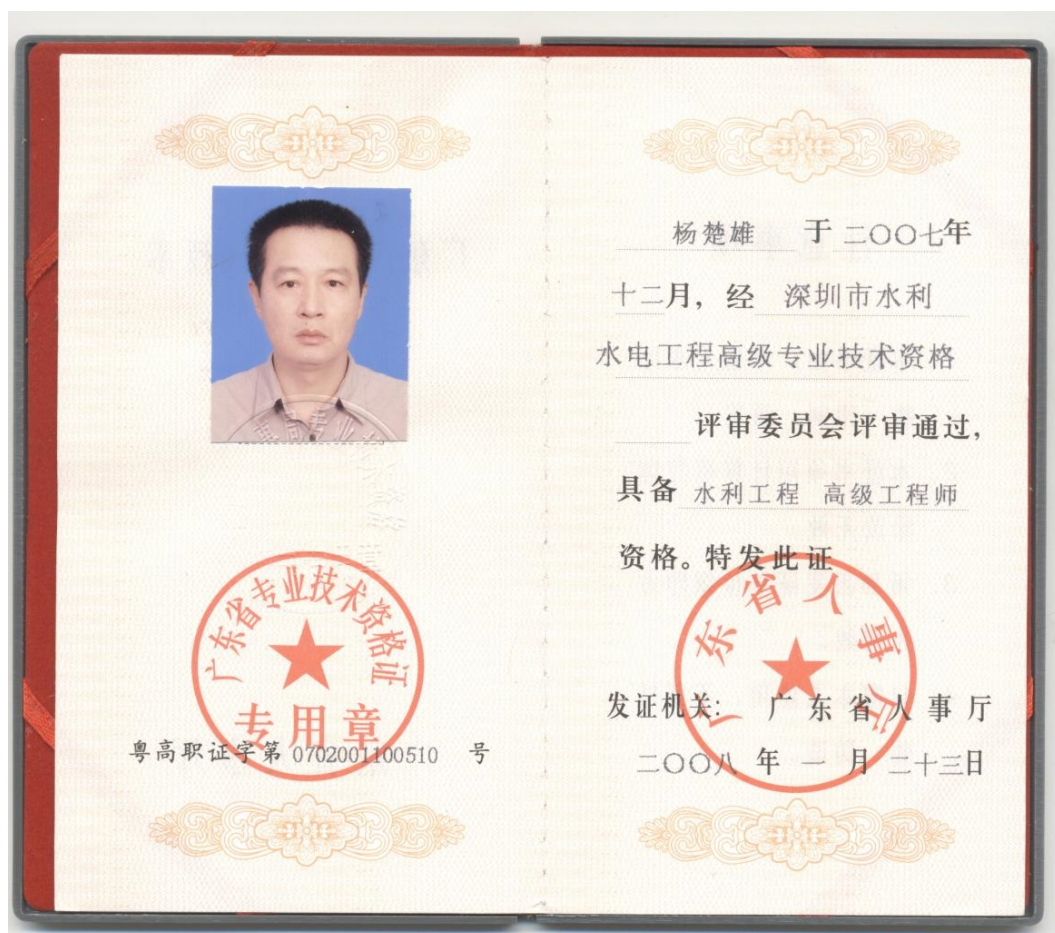 广东省专业技术资格证
专用章
粤高职证字第 0702001100510 号
杨楚雄 于 二〇〇七年
十二月，经 深圳市水利
水电工程高级专业技术资格
评审委员会评审通过，
具备 水利工程 高级工程师
资格。特发此证
广东省人事厅
发证机关： 广东省人事厅
二〇〇八 年 一 月 二十三日